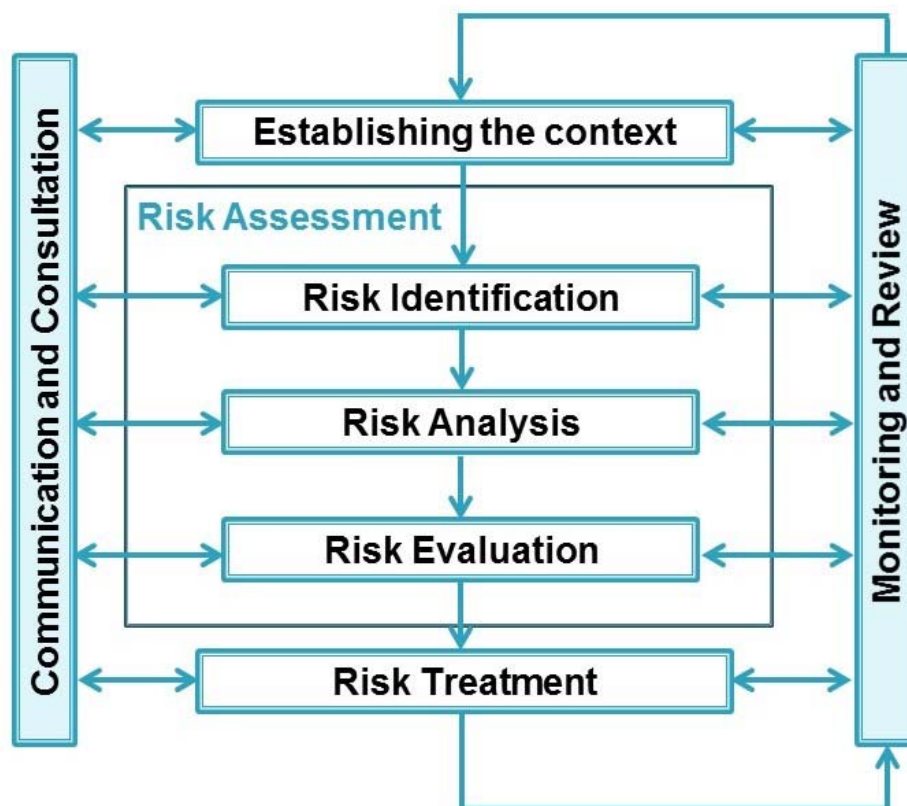 Establishing the context
Risk Assessment
Risk Identification
Risk Analysis
Risk Evaluation
Risk Treatment
Communication and Consultation
Monitoring and Review